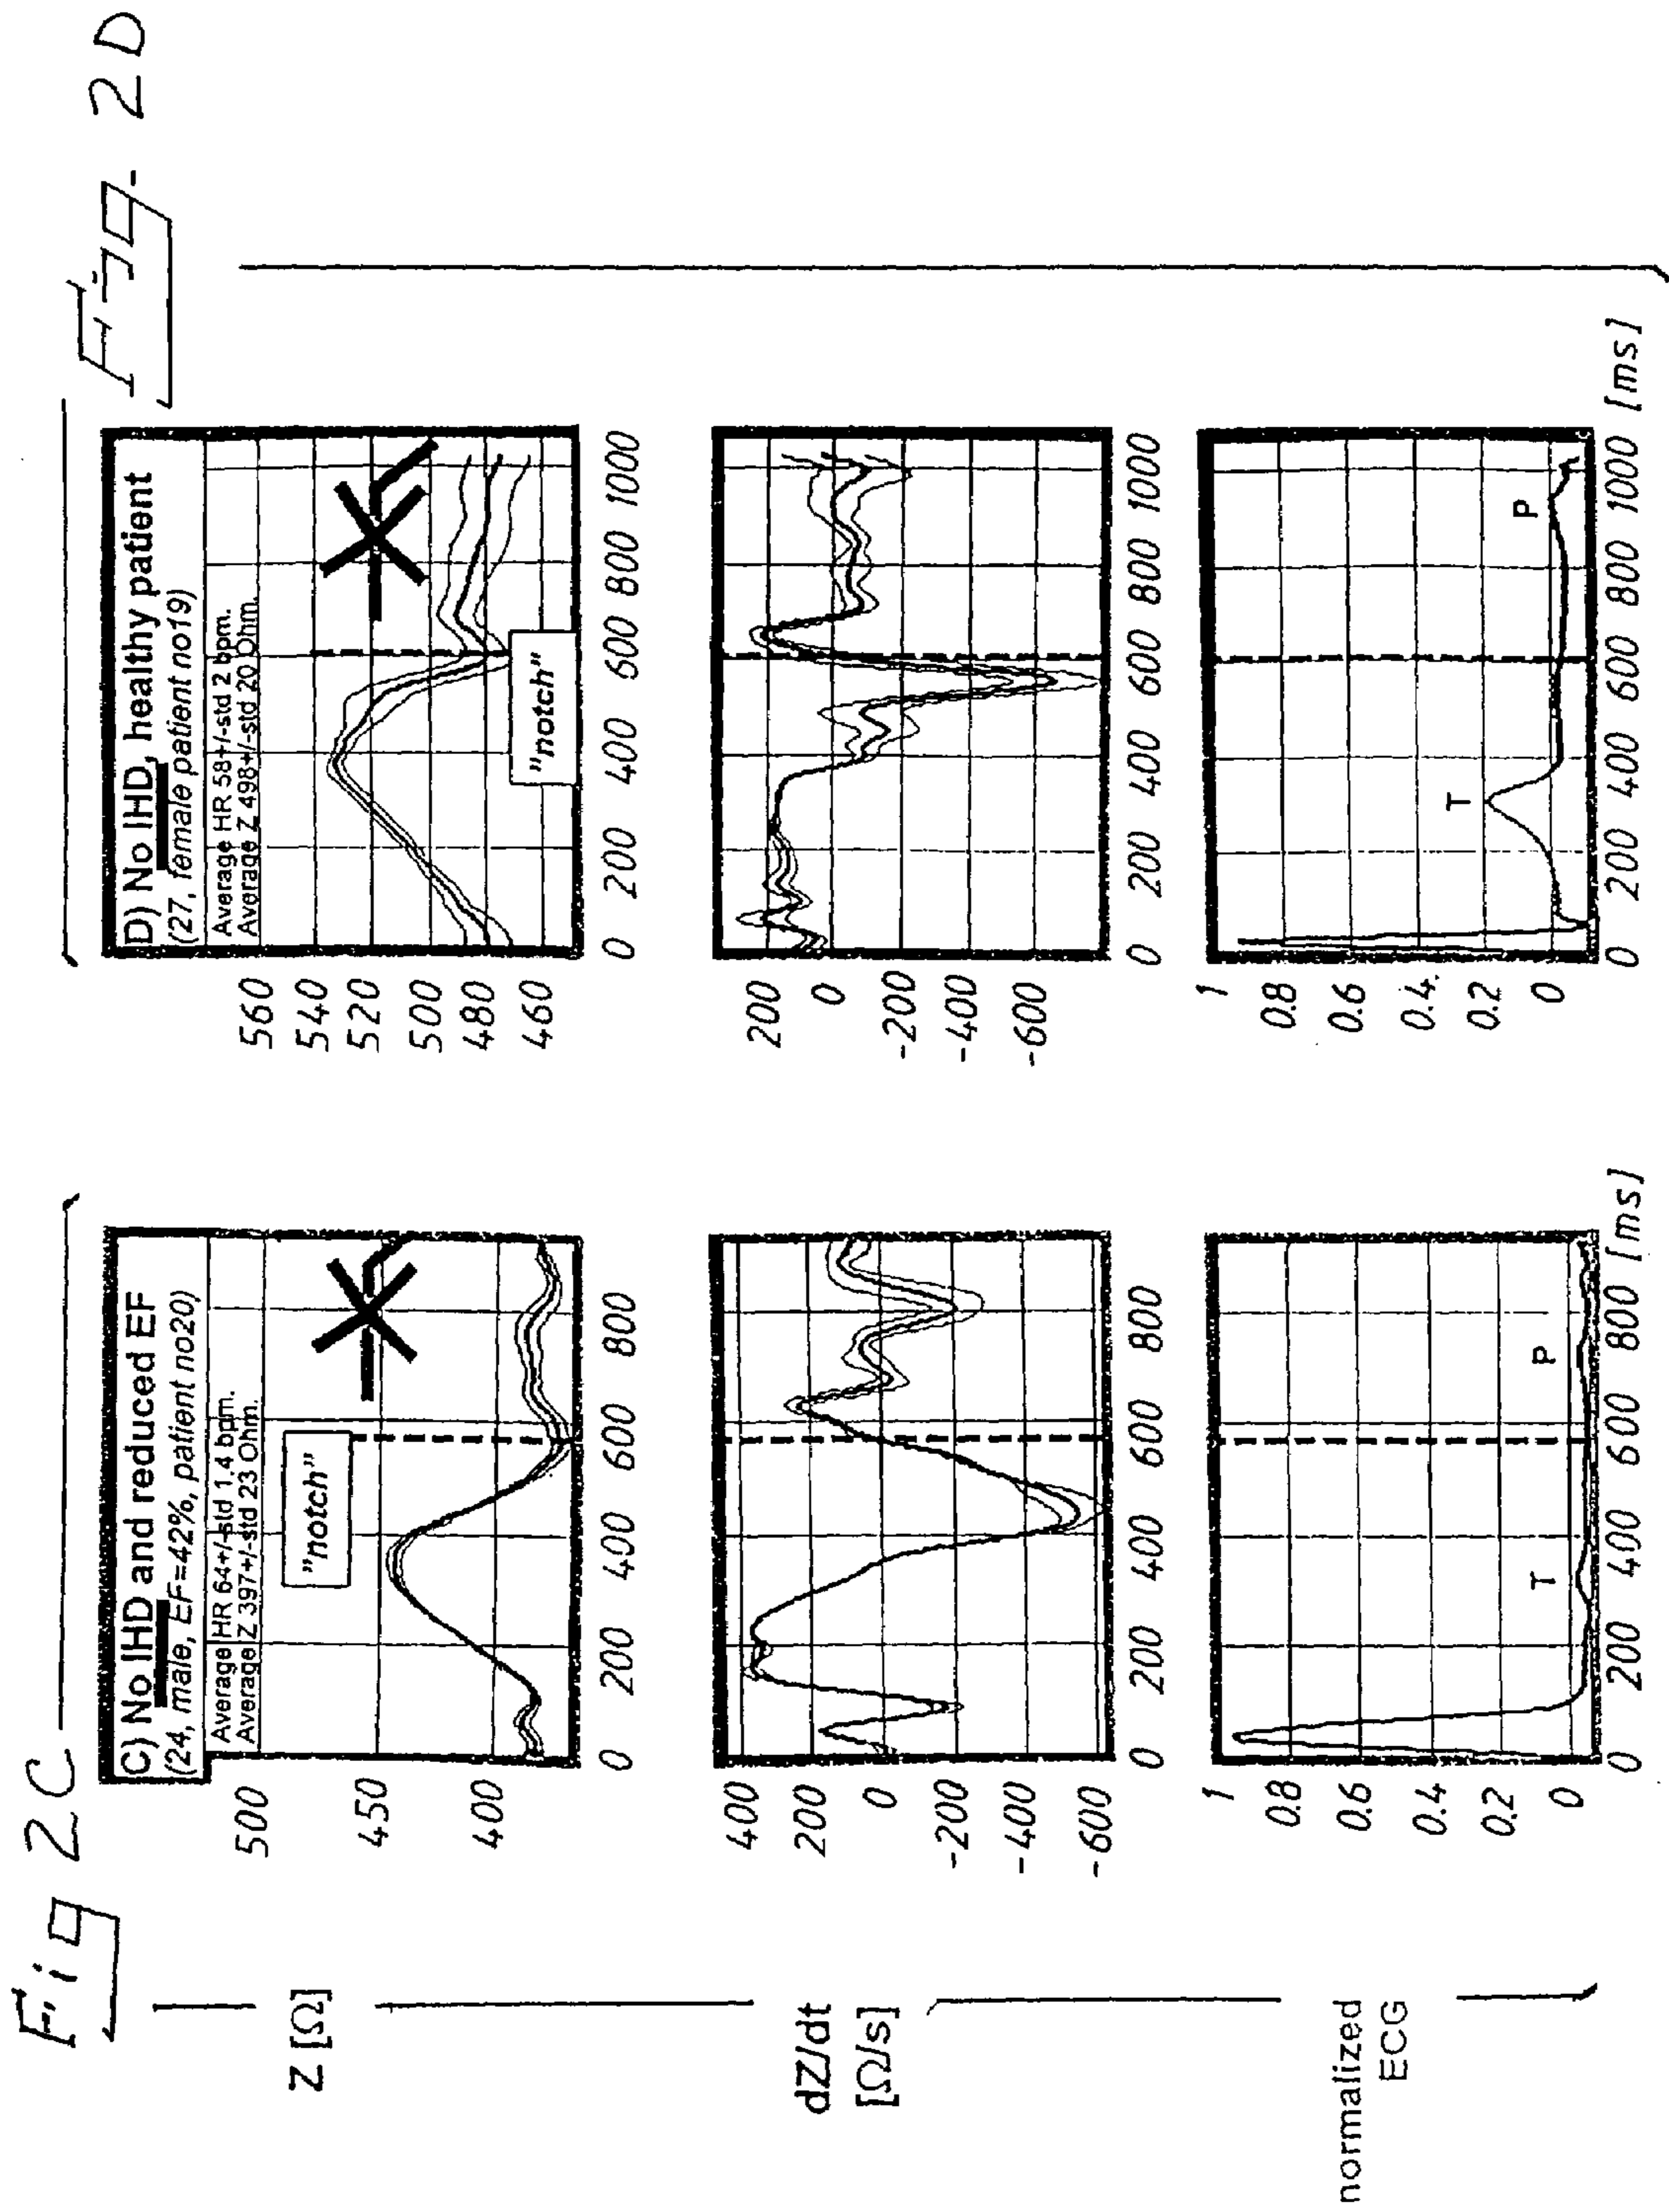 Fig 2C
C) No IHD and reduced EF
(24, male, EF=42%, patient no20)
Average HR 64+/-std 1.4 bpm.
Average Z 397+/-std 23 Ohm.
"notch"
Z [Ω]
500
450
400
0 200 400 600 800
dZ/dt
[Ω/s]
400
200
0
-200
-400
-600
0 200 400 600 800
normalized
ECG
1
0.8
0.6
0.4
0.2
0
T P
0 200 400 600 800 [ms]
Fig. 2D
D) No IHD, healthy patient
(27, female patient no19)
Average HR 58+/-std 2 bpm.
Average Z 498+/-std 20 Ohm.
"notch"
560
540
520
500
480
460
0 200 400 600 800 1000
200
0
-200
-400
-600
0 200 400 600 800 1000
1
0.8
0.6
0.4
0.2
0
T P
0 200 400 600 800 1000 [ms]